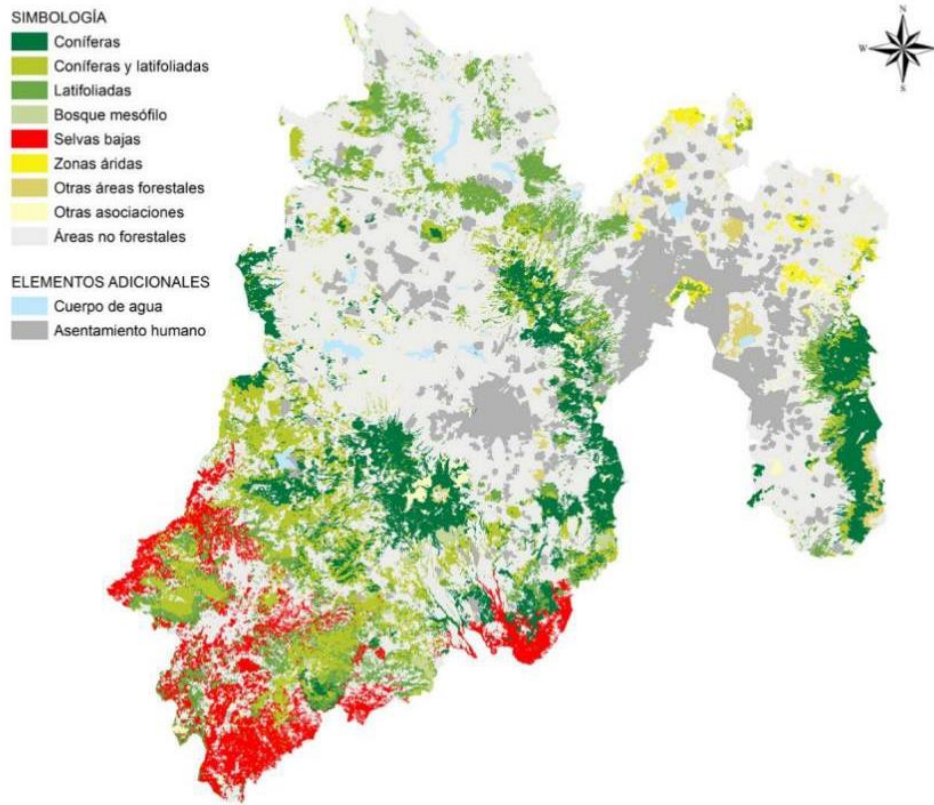 SIMBOLOGÍA
Coníferas
Coníferas y latifoliadas
Latifoliadas
Bosque mesófilo
Selvas bajas
Zonas áridas
Otras áreas forestales
Otras asociaciones
Áreas no forestales
ELEMENTOS ADICIONALES
Cuerpo de agua
Asentamiento humano
N
W
E
S